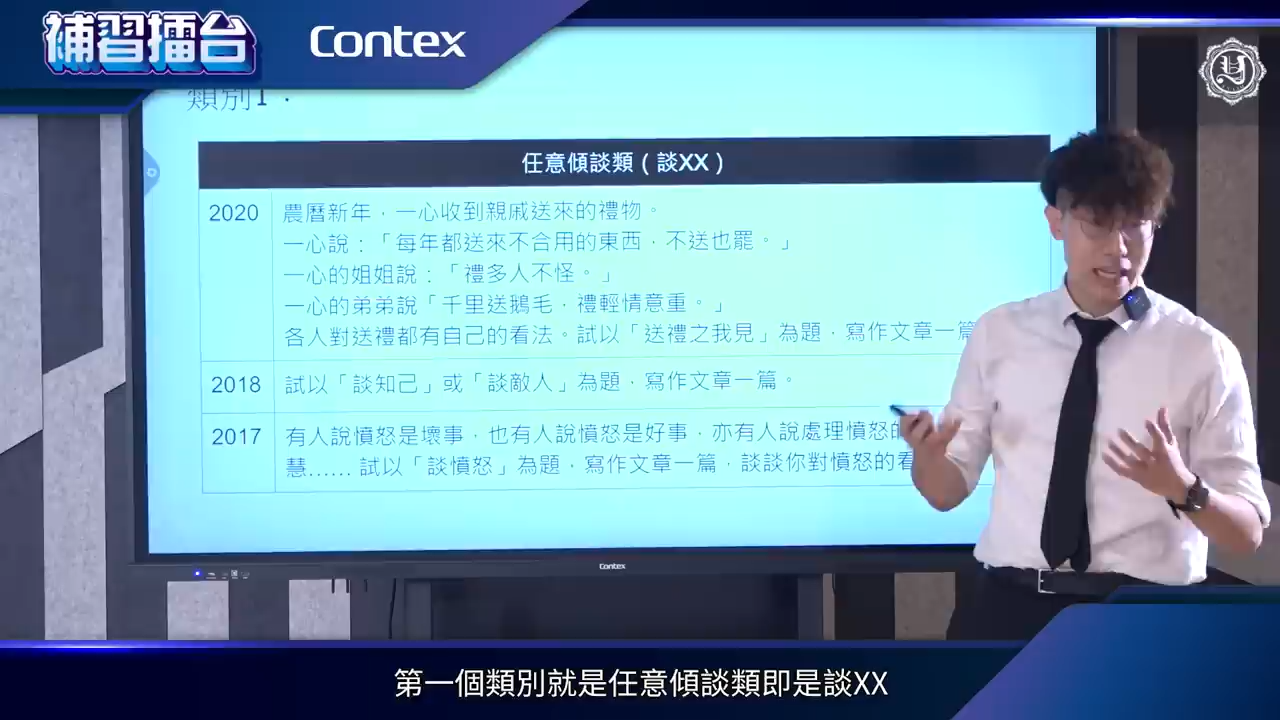 補習擂台
Contex
類別1：
任意傾談類（談XX）
2020
農曆新年，一心收到親戚送來的禮物。
一心說：「每年都送來不合用的東西，不送也罷。」
一心的姐姐說：「禮多人不怪。」
一心的弟弟說「千里送鵝毛，禮輕情意重。」
各人對送禮都有自己的看法。試以「送禮之我見」為題，寫作文章一篇
2018
試以「談知己」或「談敵人」為題，寫作文章一篇。
2017
有人說憤怒是壞事，也有人說憤怒是好事，亦有人說處理憤怒的
慧…… 試以「談憤怒」為題，寫作文章一篇，談談你對憤怒的看
Contex
第一個類別就是任意傾談類即是談XX